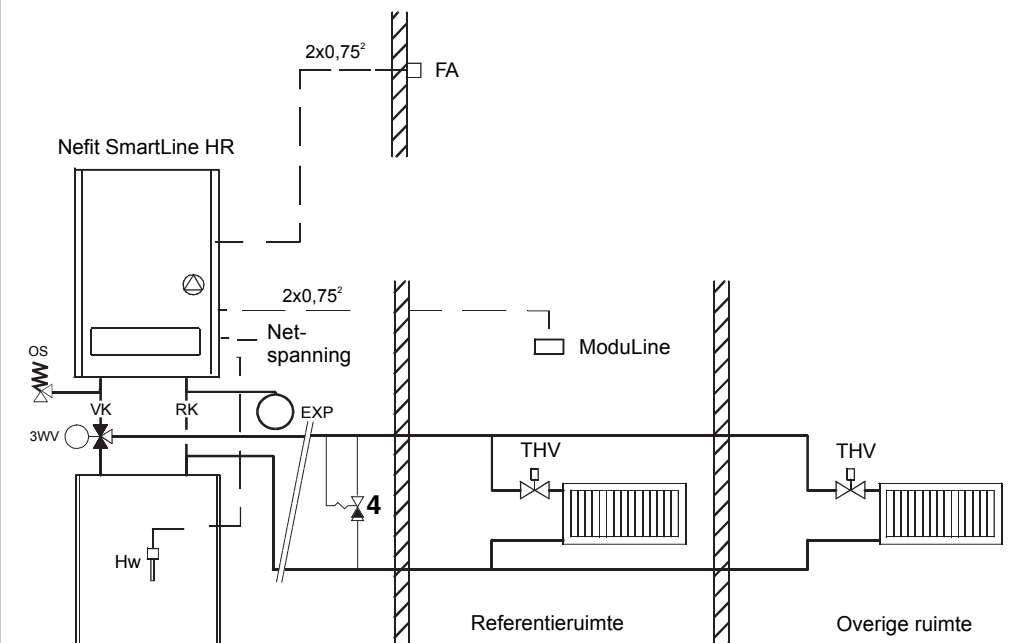 2x0,75²
FA
Nefit SmartLine HR
2x0,75²
Net-
spanning
ModuLine
OS
VK
RK
EXP
3WV
THV
THV
4
Hw
Referentieruimte
Overige ruimte